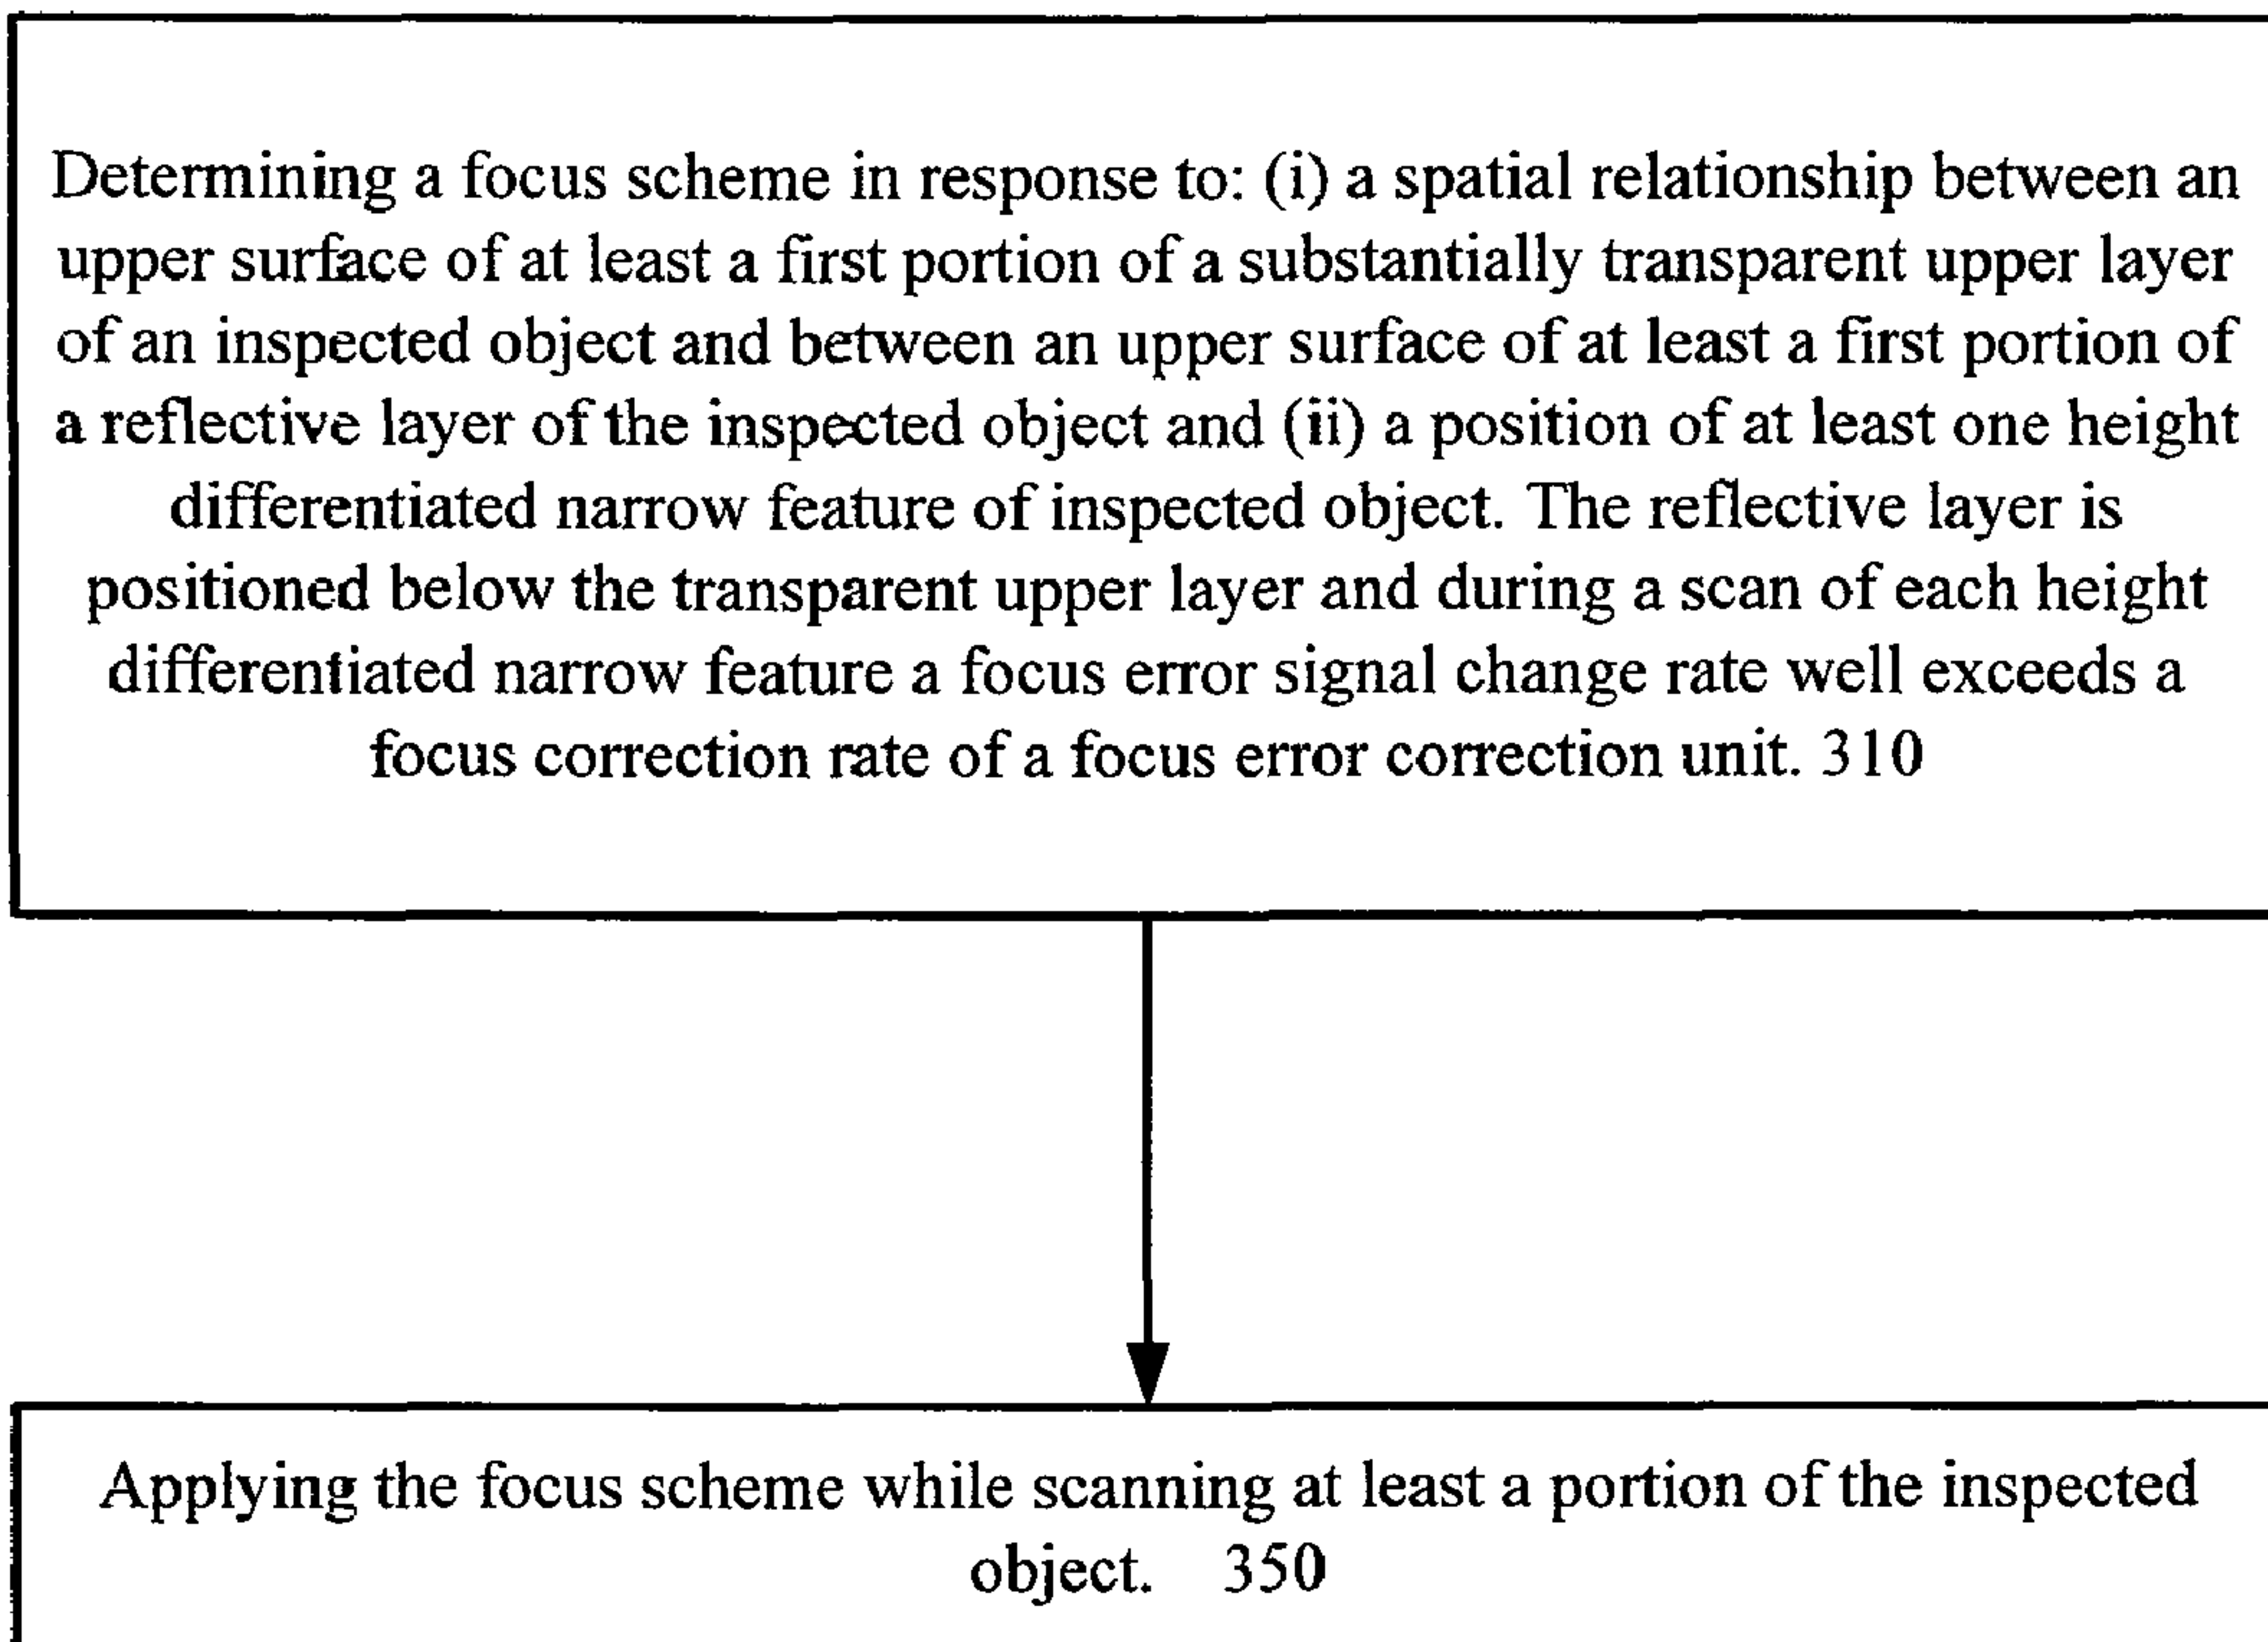 Determining a focus scheme in response to: (i) a spatial relationship between an
upper surface of at least a first portion of a substantially transparent upper layer
of an inspected object and between an upper surface of at least a first portion of
a reflective layer of the inspected object and (ii) a position of at least one height
differentiated narrow feature of inspected object. The reflective layer is
positioned below the transparent upper layer and during a scan of each height
differentiated narrow feature a focus error signal change rate well exceeds a
focus correction rate of a focus error correction unit. 310
Applying the focus scheme while scanning at least a portion of the inspected
object. 350